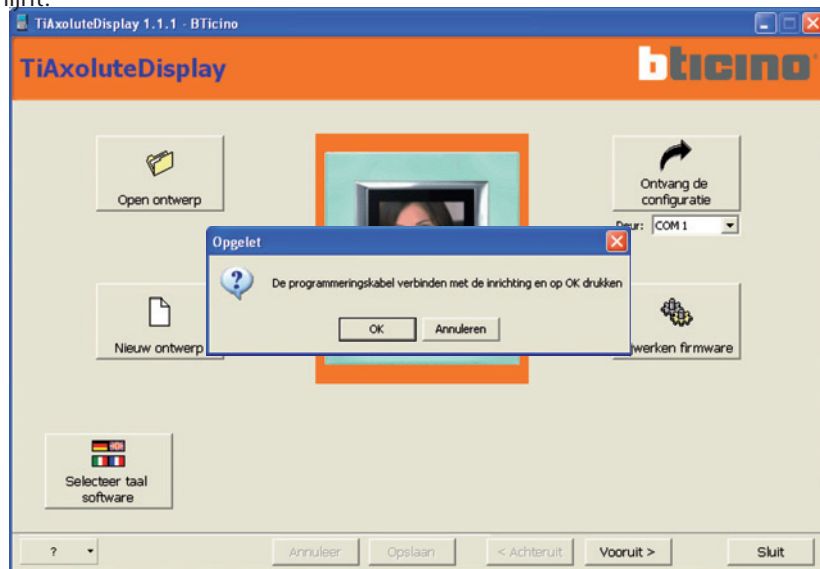 TiAxoluteDisplay 1.1.1 - BTicino
TiAxoluteDisplay
bticino
Open ontwerp
Ontvang de
configuratie
COM 1
Opgelet
De programmeringskabel verbinden met de inrichting en op OK drukken
OK
Annuleren
Nieuw ontwerp
werken firmware
Selecteer taal
software
?
Annuleer
Opslaan
< Achteruit
Vooruit >
Sluit